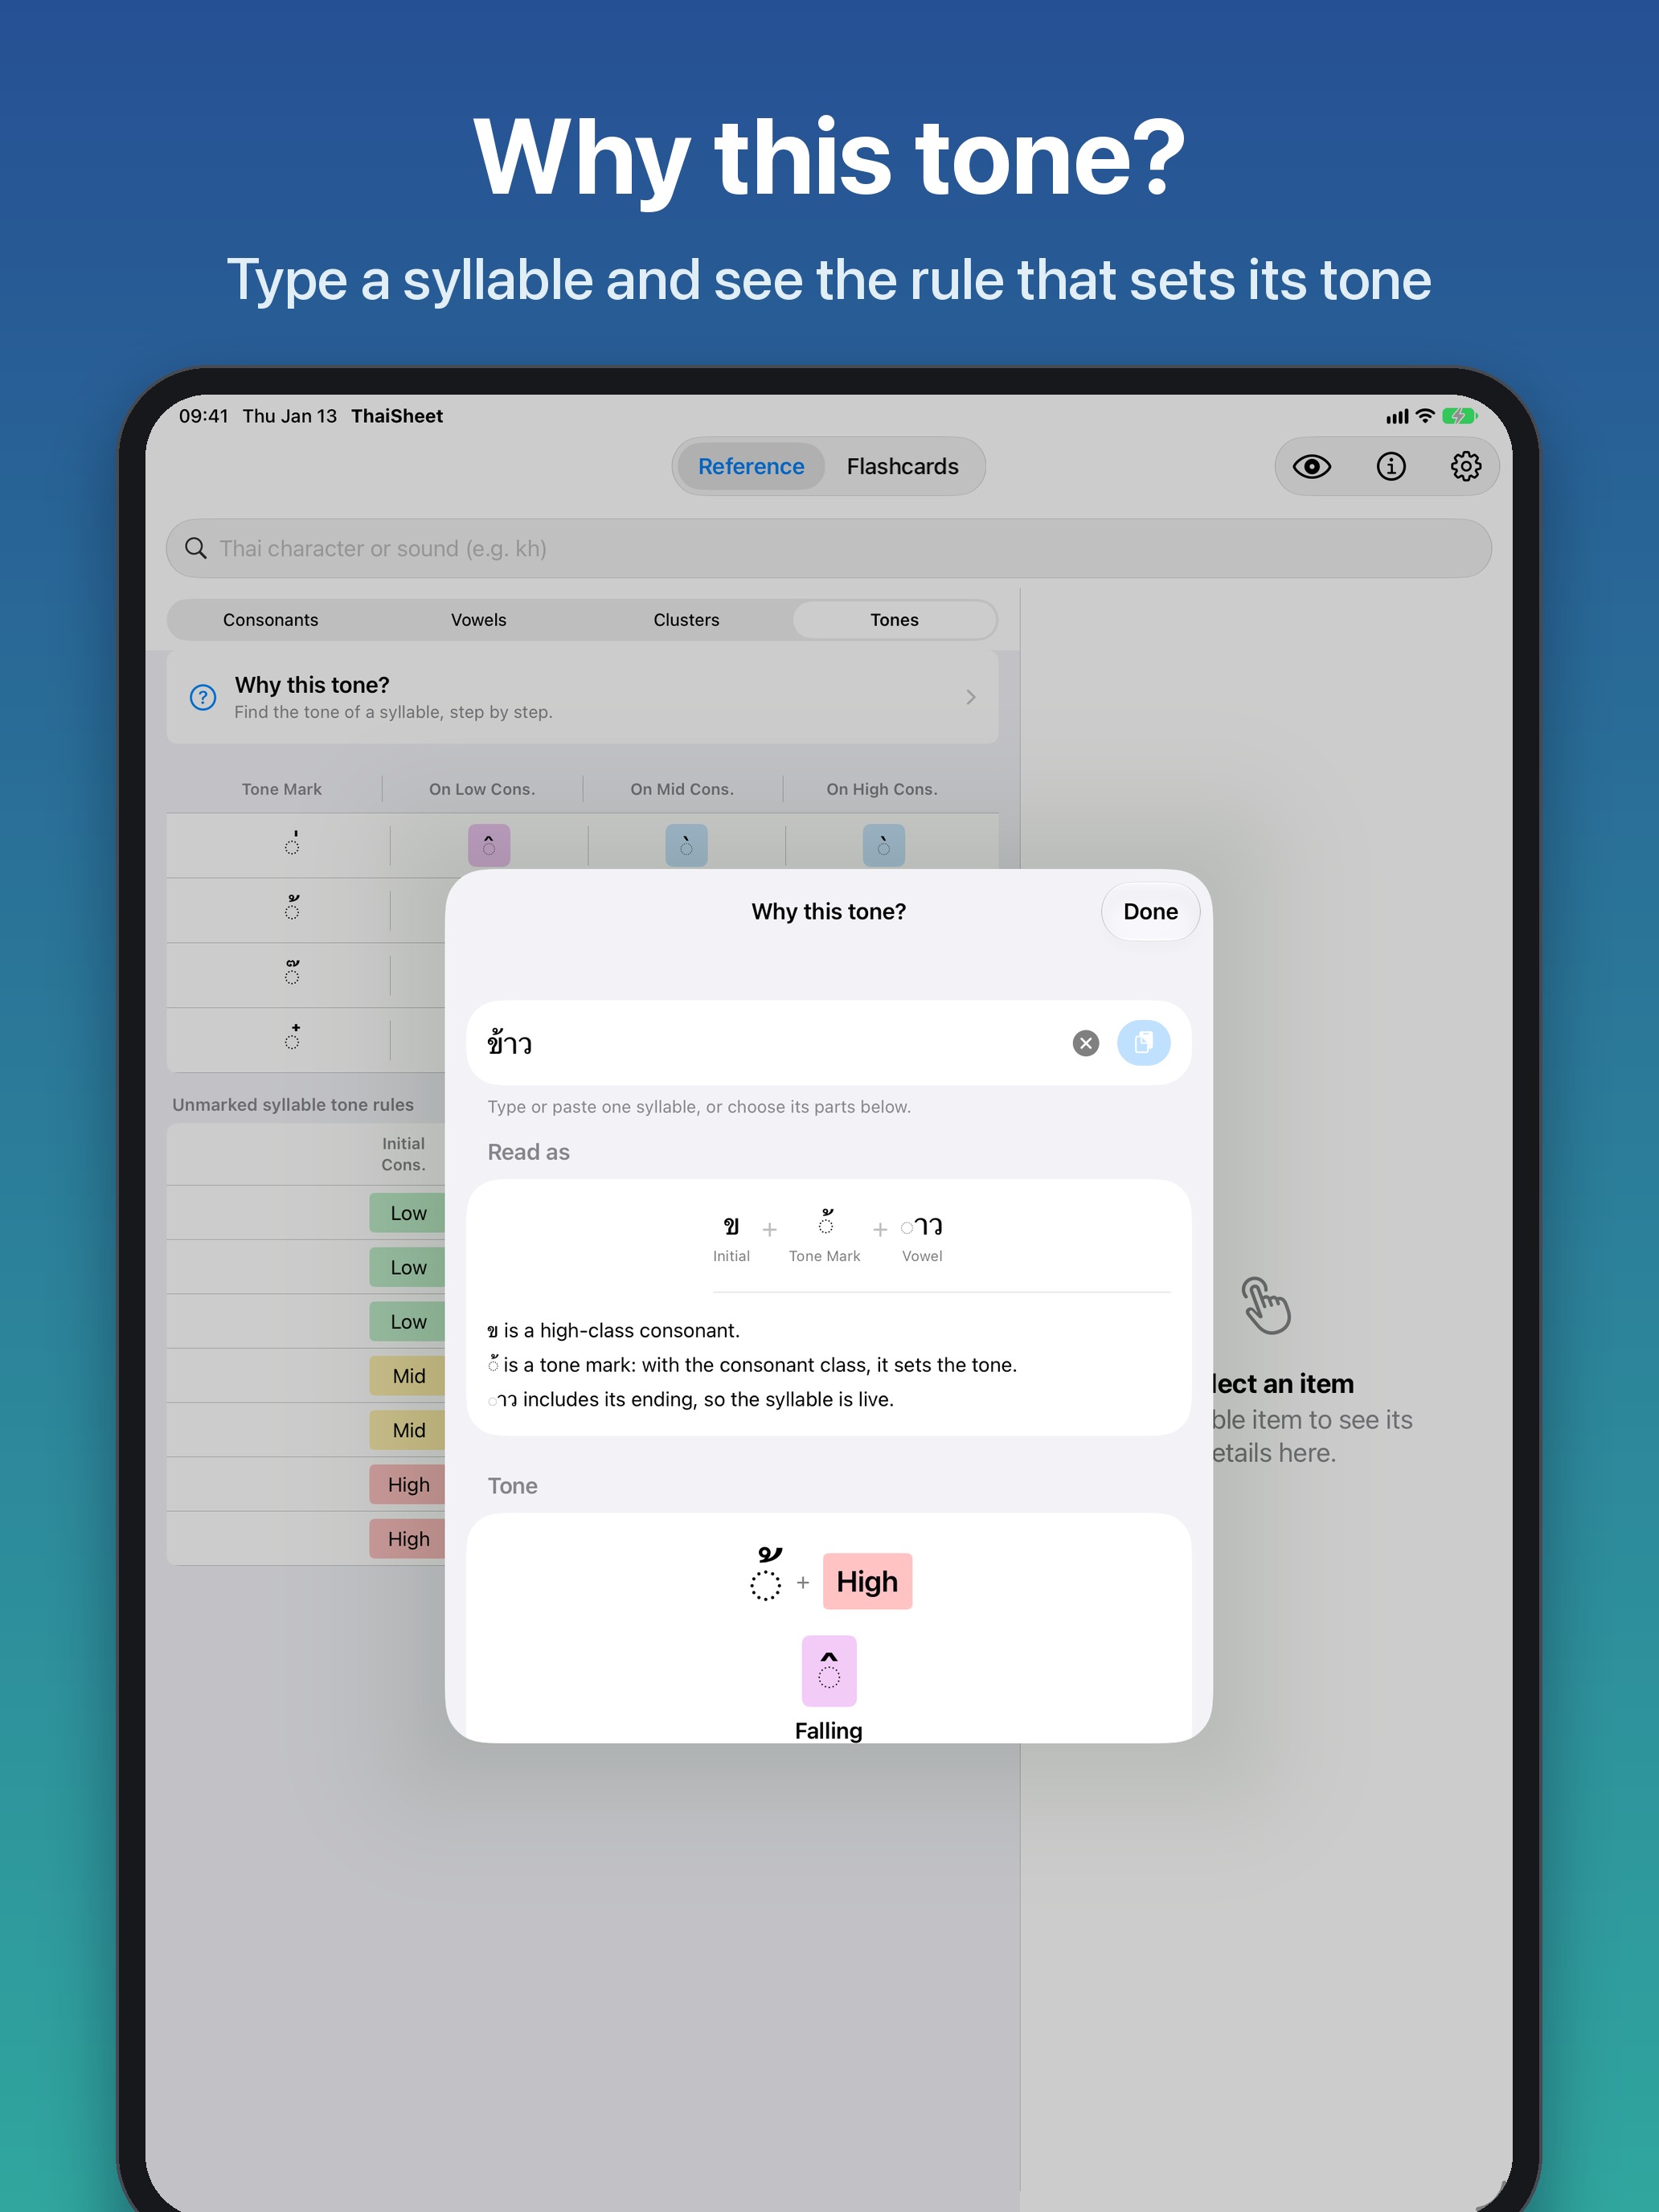 Why this tone?
Type a syllable and see the rule that sets its tone
09:41 Thu Jan 13 ThaiSheet
Reference Flashcards
Thai character or sound (e.g. kh)
Consonants Vowels Clusters Tones
Why this tone?
Find the tone of a syllable, step by step.
Tone Mark On Low Cons. On Mid Cons. On High Cons.
◌่ ◌̂ ◌̀ ◌̀
◌้
◌๊
◌๋
Unmarked syllable tone rules
Initial
Cons.
Low
Low
Low
Mid
Mid
High
High
Why this tone? Done
ข้าว
Type or paste one syllable, or choose its parts below.
Read as
ข + ◌้ + ◌าว
Initial Tone Mark Vowel
ข is a high-class consonant.
◌้ is a tone mark: with the consonant class, it sets the tone.
◌าว includes its ending, so the syllable is live.
Tone
◌้ + High
◌̂
Falling
lect an item
ble item to see its
etails here.